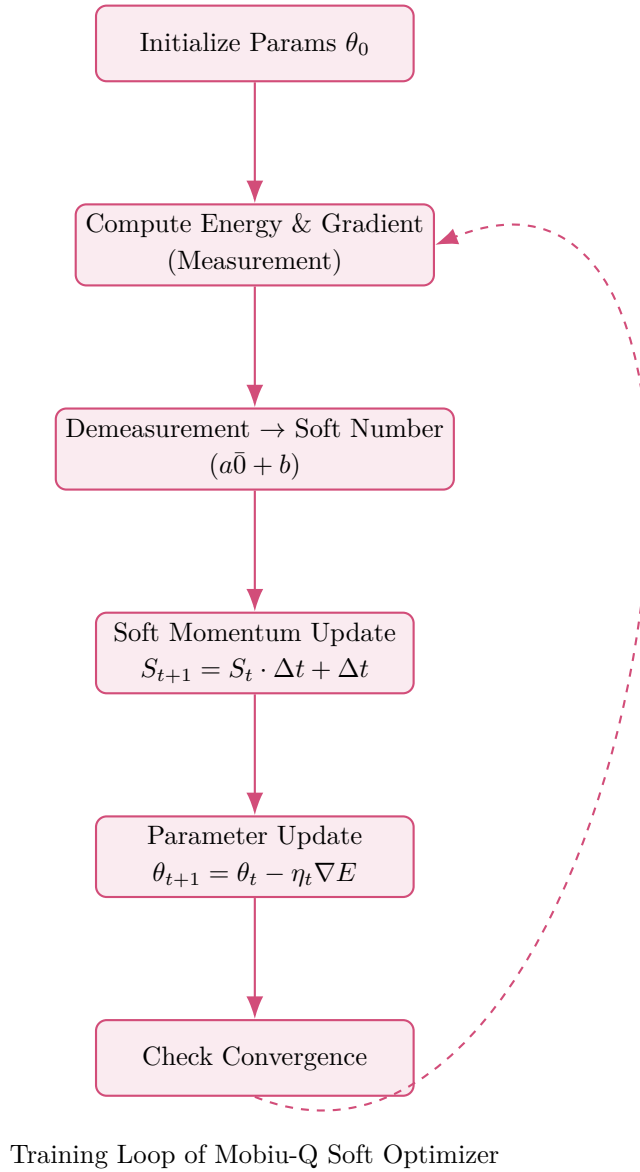 Initialize Params θ₀
Compute Energy & Gradient
(Measurement)
Demeasurement → Soft Number
(a0̄ + b)
Soft Momentum Update
Sₜ₊₁ = Sₜ · Δt + Δt
Parameter Update
θₜ₊₁ = θₜ − ηₜ∇E
Check Convergence
Training Loop of Mobiu-Q Soft Optimizer